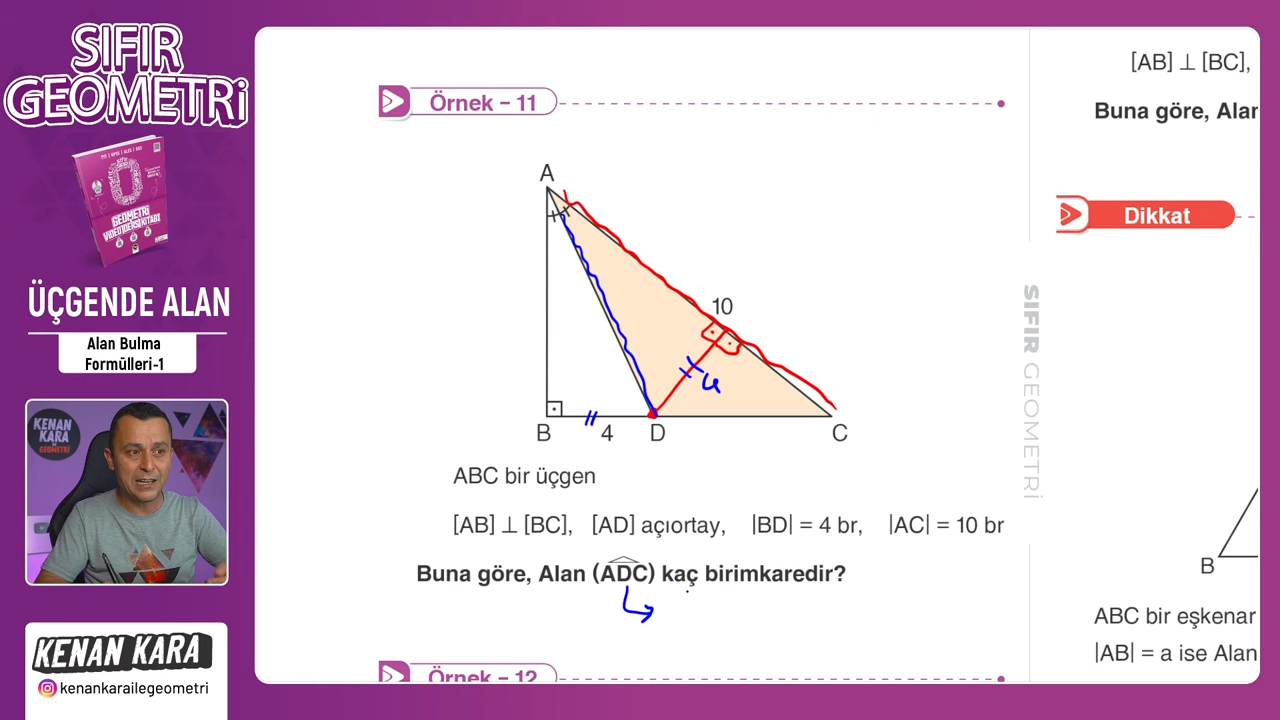 SIFIR
GEOMETRİ
GEOMETRİ
VİDEO DERS KİTABI
ÜÇGENDE ALAN
Alan Bulma
Formülleri-1
KENAN
KARA
GEOMETRİ
KENAN KARA
kenankarailegeometri
Örnek – 11
A
10
4
B
4
D
C
ABC bir üçgen
[AB] ⊥ [BC], [AD] açıortay, |BD| = 4 br, |AC| = 10 br
Buna göre, Alan (ADC) kaç birimkaredir?
Örnek – 12
SIFIR GEOMETRİ
[AB] ⊥ [BC],
Buna göre, Alan
Dikkat
B
ABC bir eşkenar
|AB| = a ise Alan